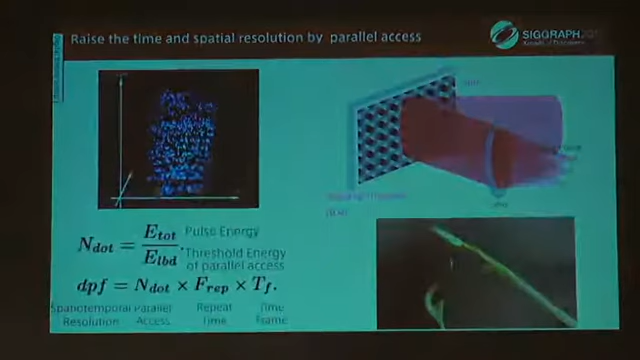 Raise the time and spatial resolution by parallel access
SIGGRAPH
N_dot = E_tot / E_lbd , Pulse Energy
Threshold Energy
of parallel access
dpf = N_dot × F_rep × T_f.
Spatiotemporal Parallel Repeat Time
Resolution Access Time Frame